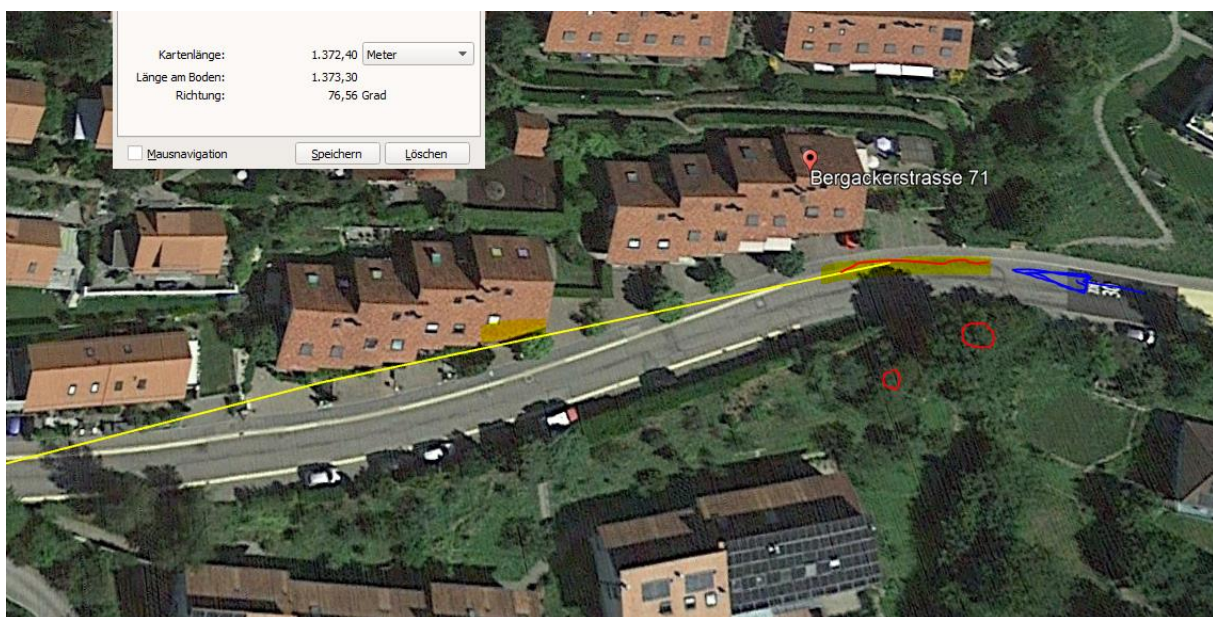 Kartenlänge: 1.372,40 Meter
Länge am Boden: 1.373,30
Richtung: 76,56 Grad
Mausnavigation Speichern Löschen
Bergackerstrasse 71